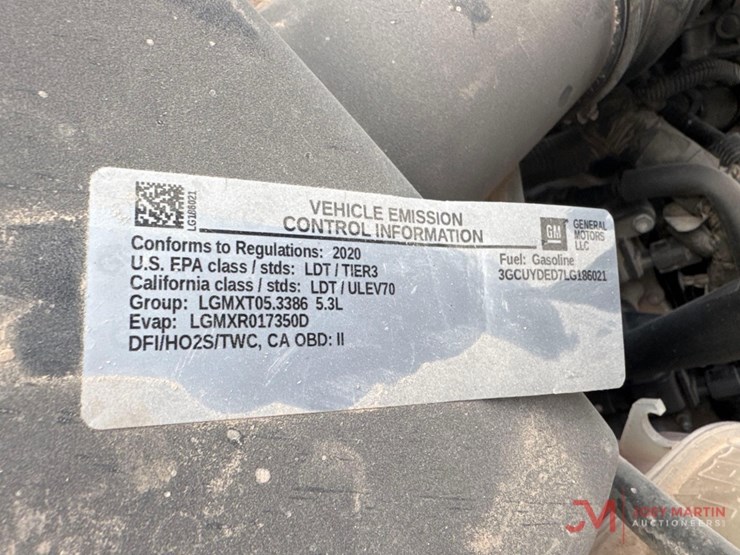 LG186021
VEHICLE EMISSION
CONTROL INFORMATION
GM
GENERAL
MOTORS
LLC
Conforms to Regulations: 2020
U.S. EPA class / stds: LDT / TIER3
California class / stds: LDT / ULEV70
Group: LGMXT05.3386 5.3L
Evap: LGMXR017350D
DFI/HO2S/TWC, CA OBD: II
Fuel: Gasoline
3GCUYDED7LG186021
JM
JOEY MARTIN
AUCTIONEERS!